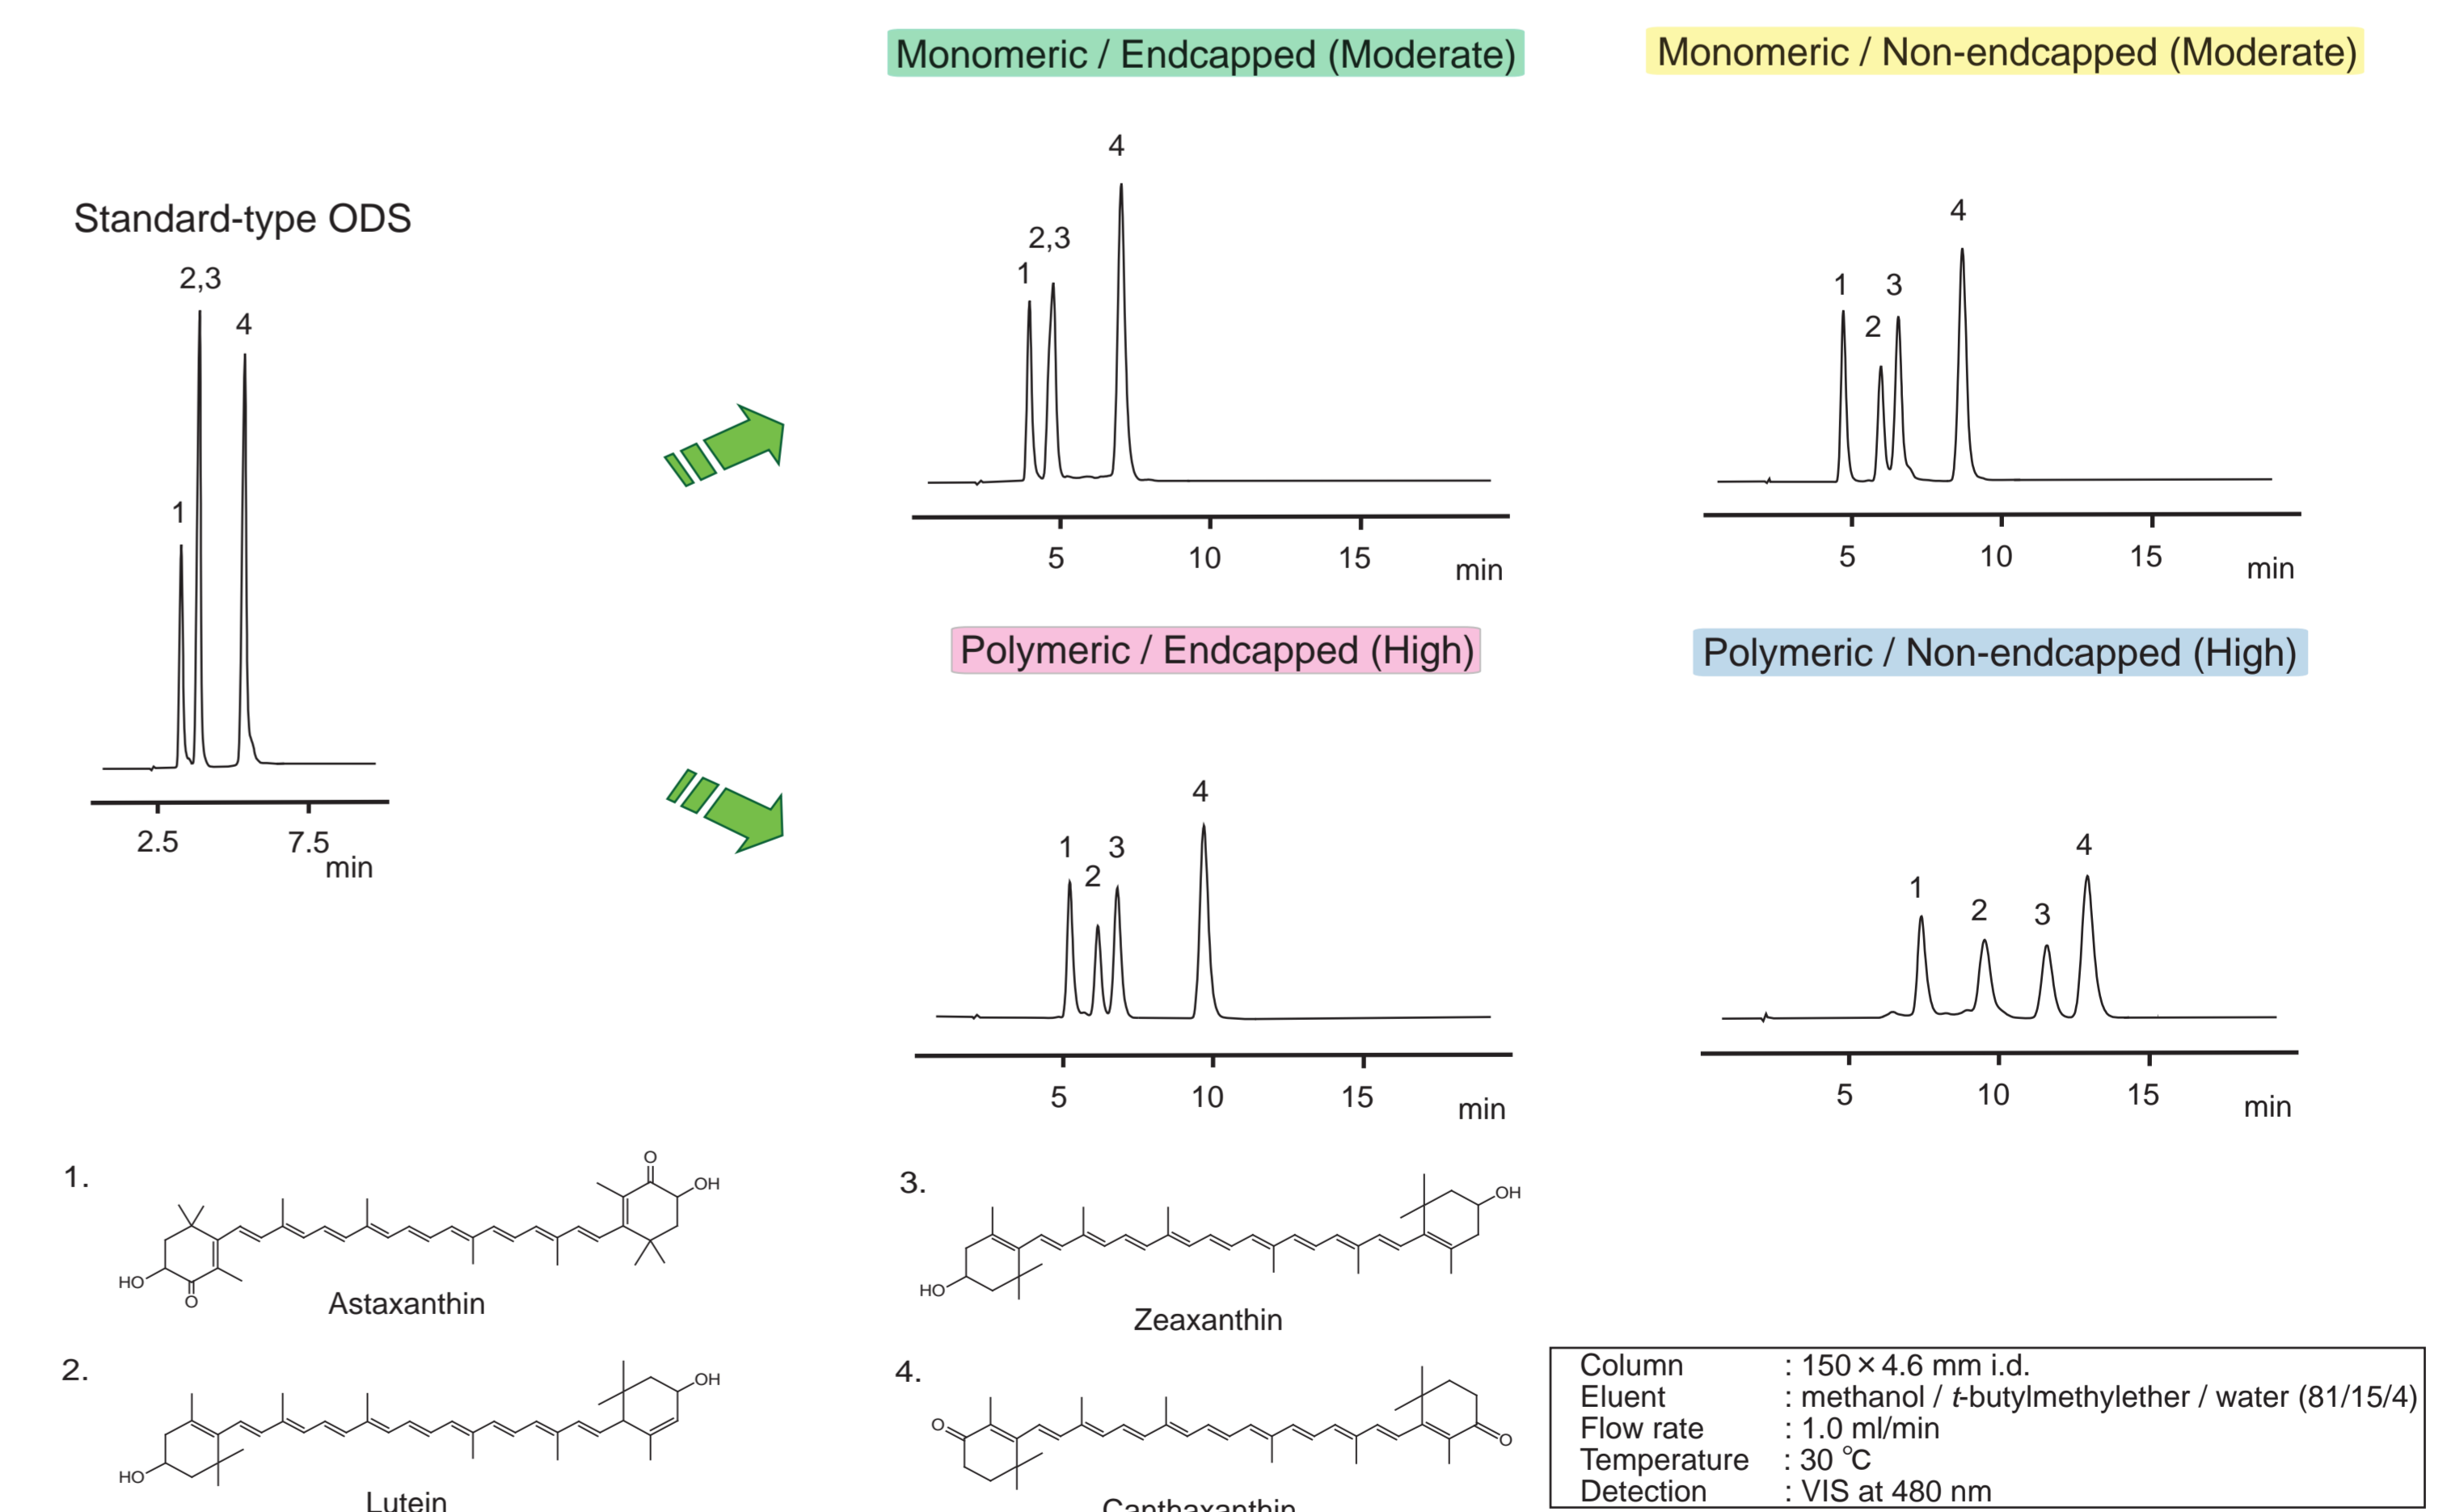 Monomeric / Endcapped (Moderate)
Monomeric / Non-endcapped (Moderate)
Standard-type ODS
2,3
4
1
2.5
7.5
min
4
2,3
1
5
10
15
min
4
1
3
2
5
10
15
min
Polymeric / Endcapped (High)
Polymeric / Non-endcapped (High)
4
1
3
2
5
10
15
min
4
1
2
3
5
10
15
min
1.
O
OH
HO
O
Astaxanthin
3.
OH
HO
Zeaxanthin
2.
OH
HO
Lutein
4.
O
O
Canthaxanthin
Column : 150×4.6 mm i.d.
Eluent : methanol / t-butylmethylether / water (81/15/4)
Flow rate : 1.0 ml/min
Temperature : 30 ℃
Detection : VIS at 480 nm